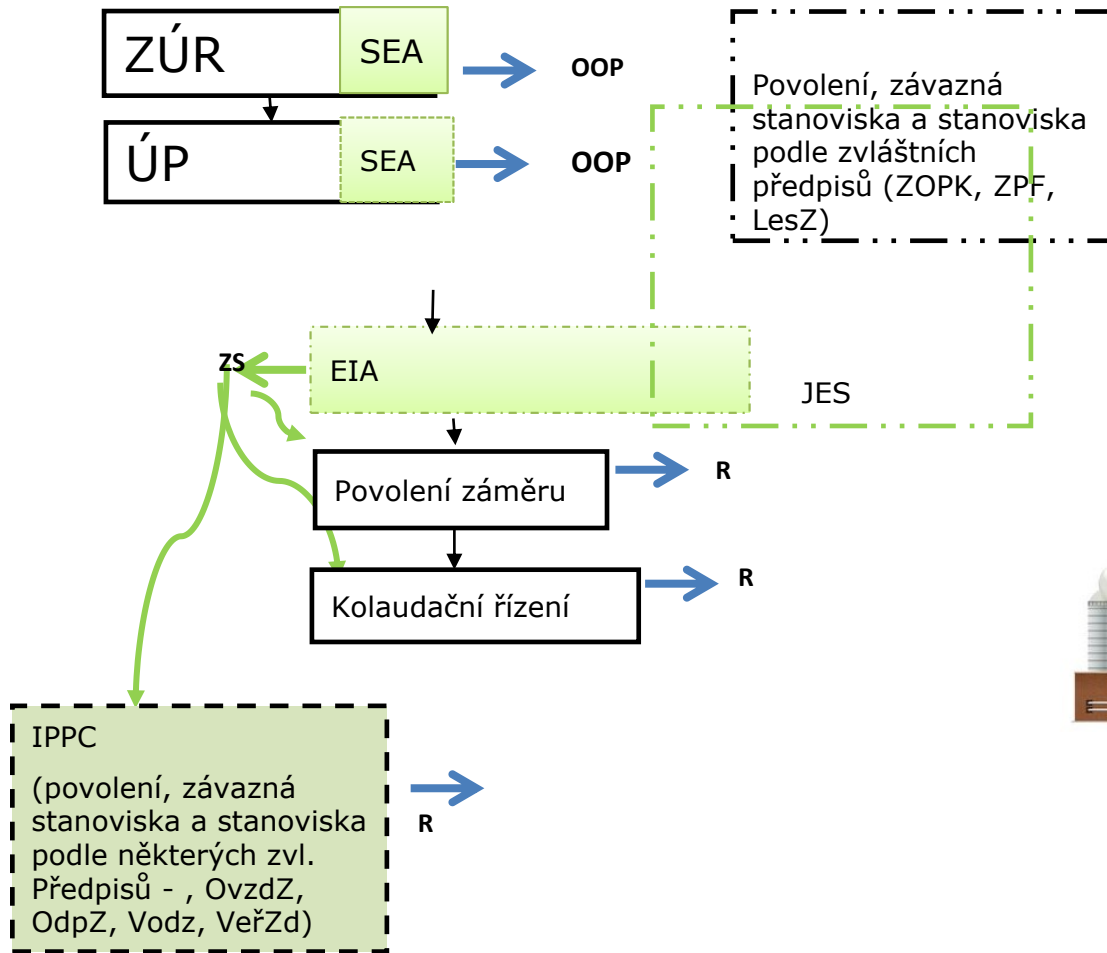 ZÚR
SEA
OOP
ÚP
SEA
OOP
Povolení, závazná
stanoviska a stanoviska
podle zvláštních
předpisů (ZOPK, ZPF,
LesZ)
ZS
EIA
JES
Povolení záměru
R
Kolaudační řízení
R
IPPC
(povolení, závazná
stanoviska a stanoviska
podle některých zvl.
Předpisů - , OvzdZ,
OdpZ, Vodz, VeřZd)
R